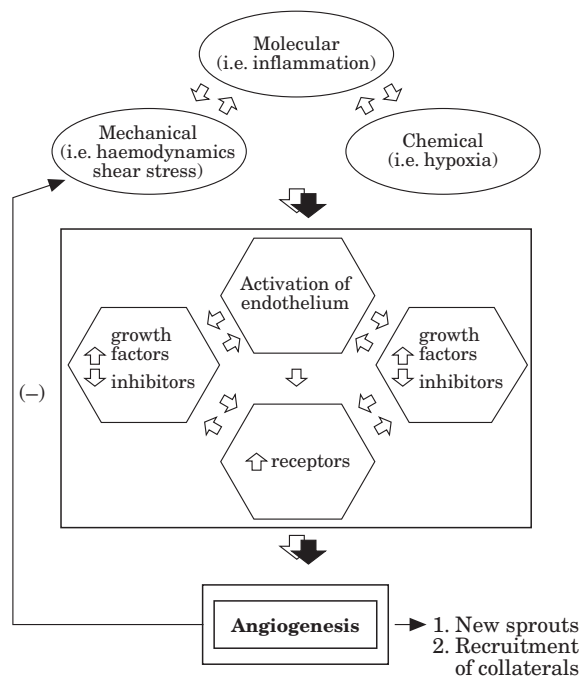 Molecular
(i.e. inflammation)
Mechanical
(i.e. haemodynamics
shear stress)
Chemical
(i.e. hypoxia)
Activation of
endothelium
growth
factors
inhibitors
growth
factors
inhibitors
(–)
receptors
Angiogenesis
1. New sprouts
2. Recruitment
of collaterals